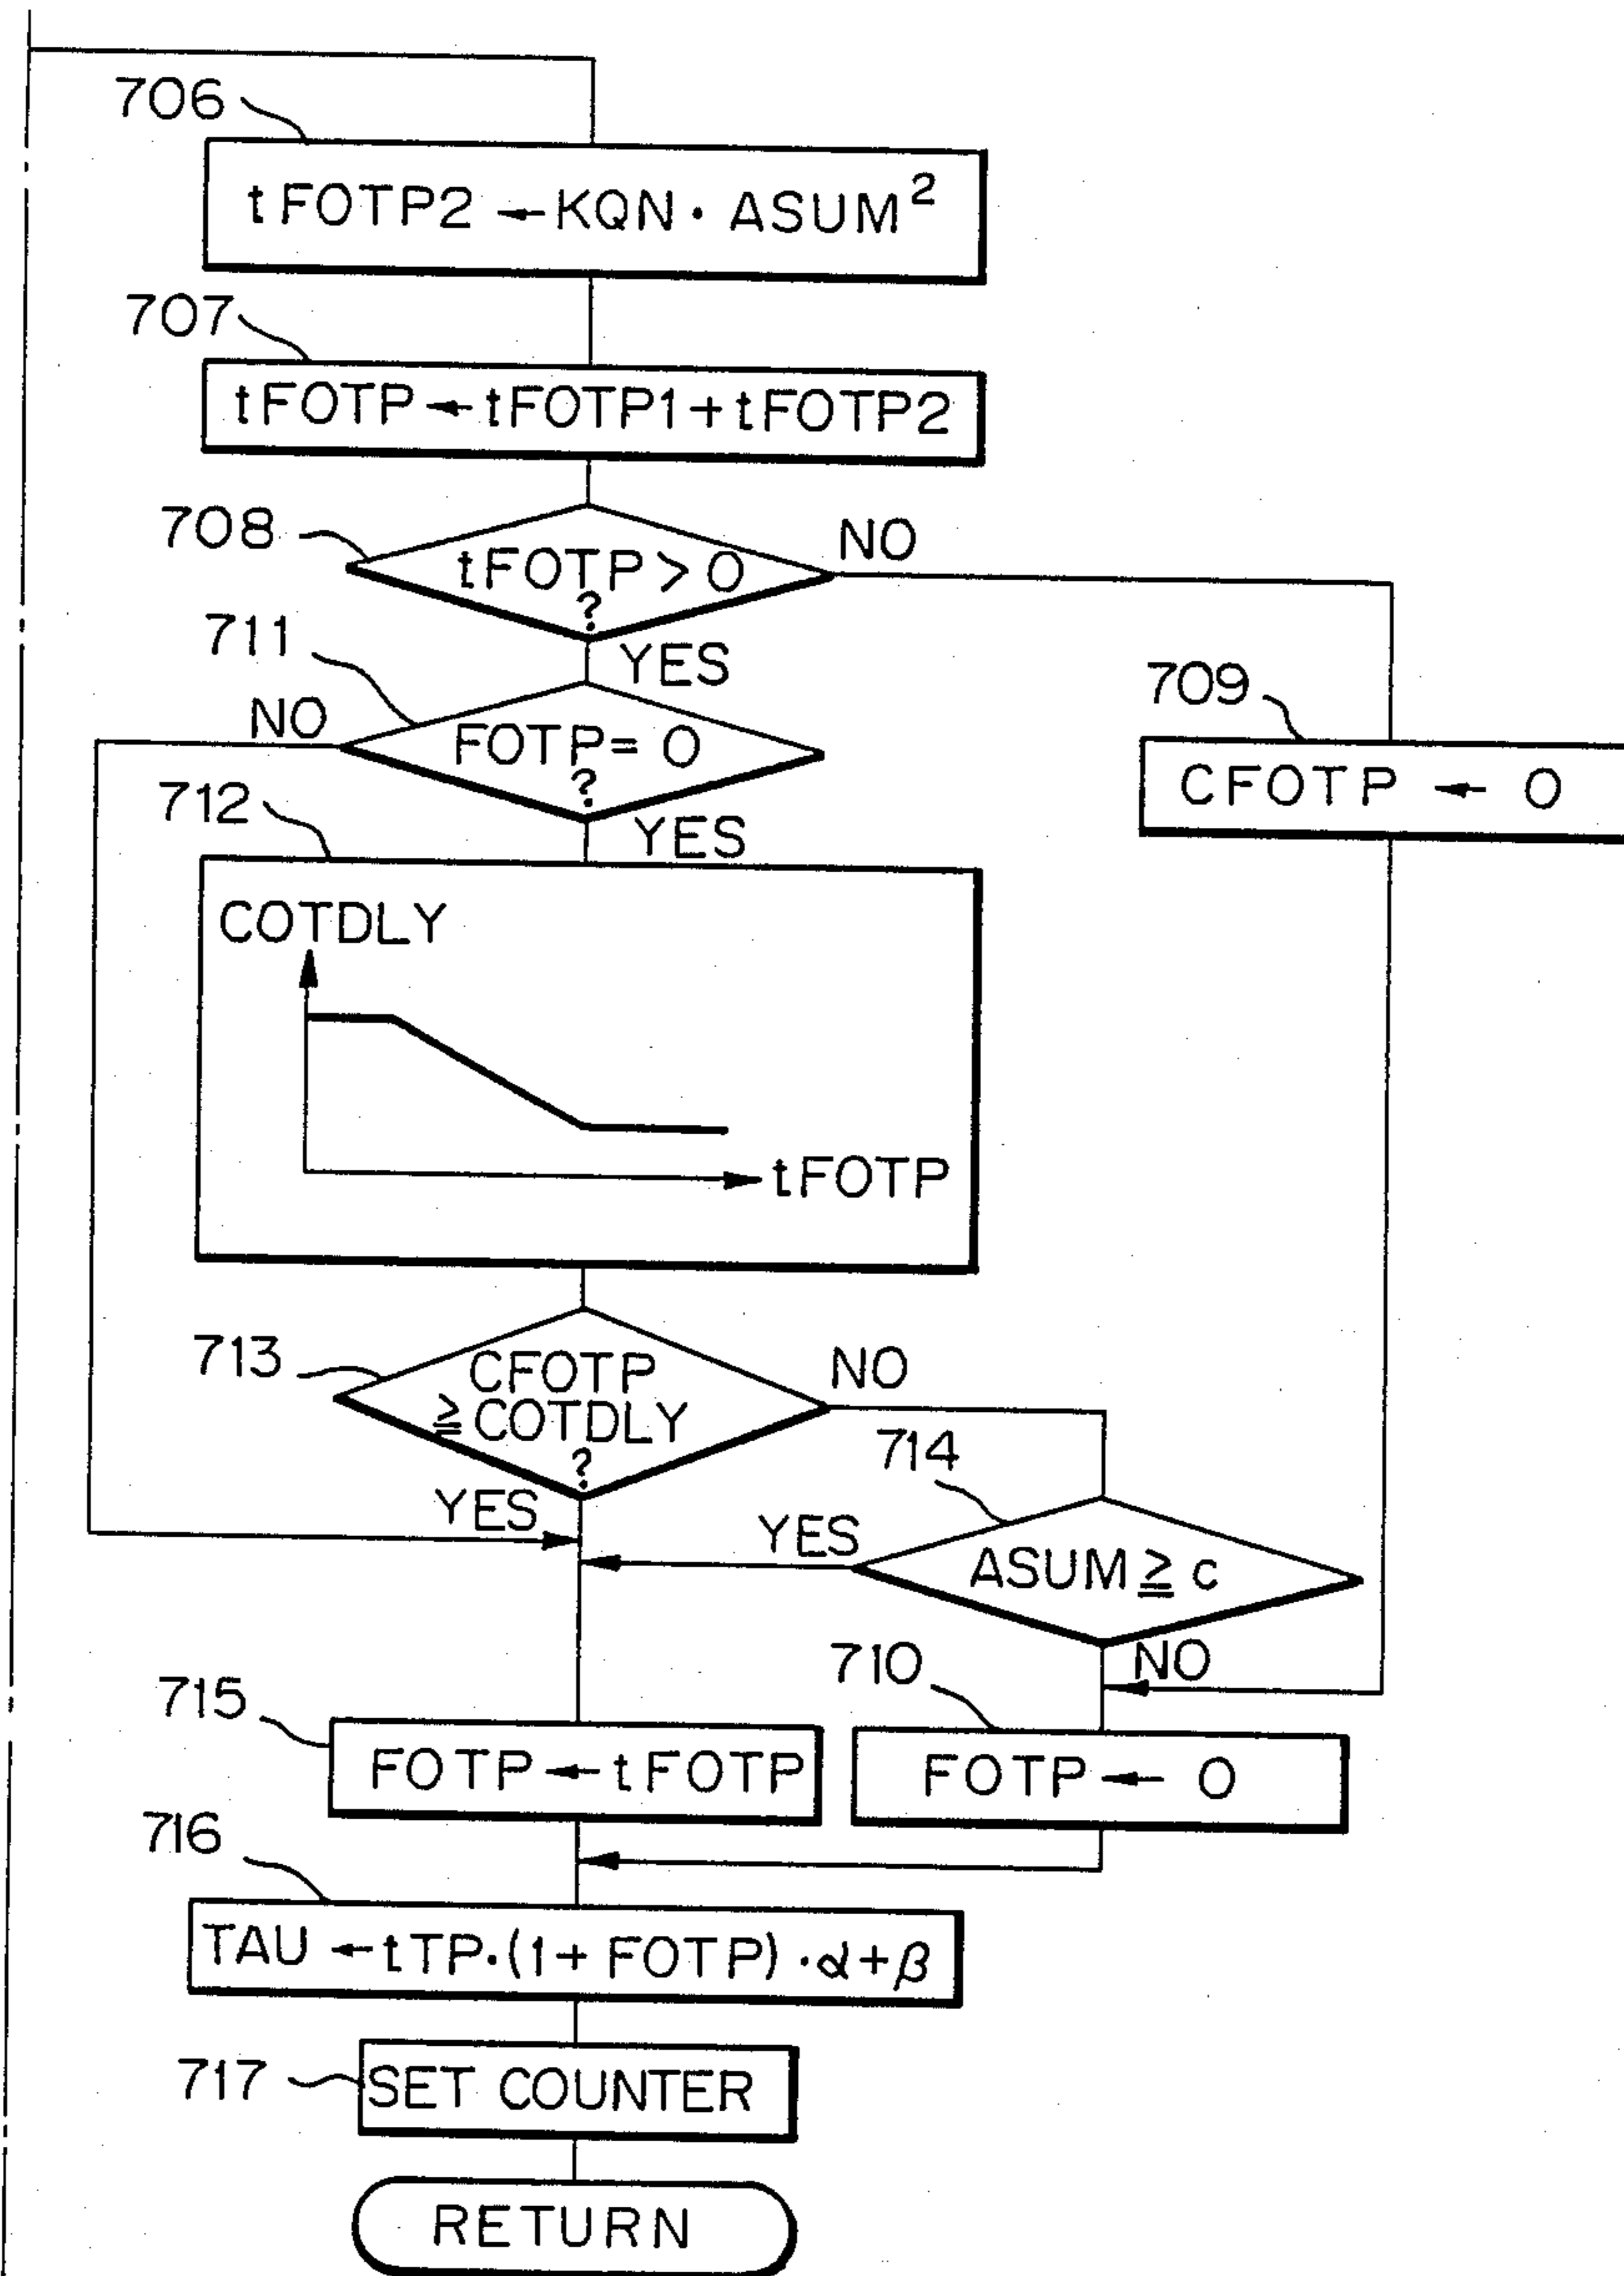 706
tFOTP2 ← KQN · ASUM²
707
tFOTP ← tFOTP1 + tFOTP2
708
tFOTP > 0
?
NO
YES
711
FOTP = 0
?
NO
YES
709
CFOTP ← 0
712
COTDLY
tFOTP
713
CFOTP
≧ COTDLY
?
NO
YES
714
ASUM ≧ c
YES
NO
715
FOTP ← tFOTP
710
FOTP ← 0
716
TAU ← tTP·(1 + FOTP)·α + β
717
SET COUNTER
RETURN